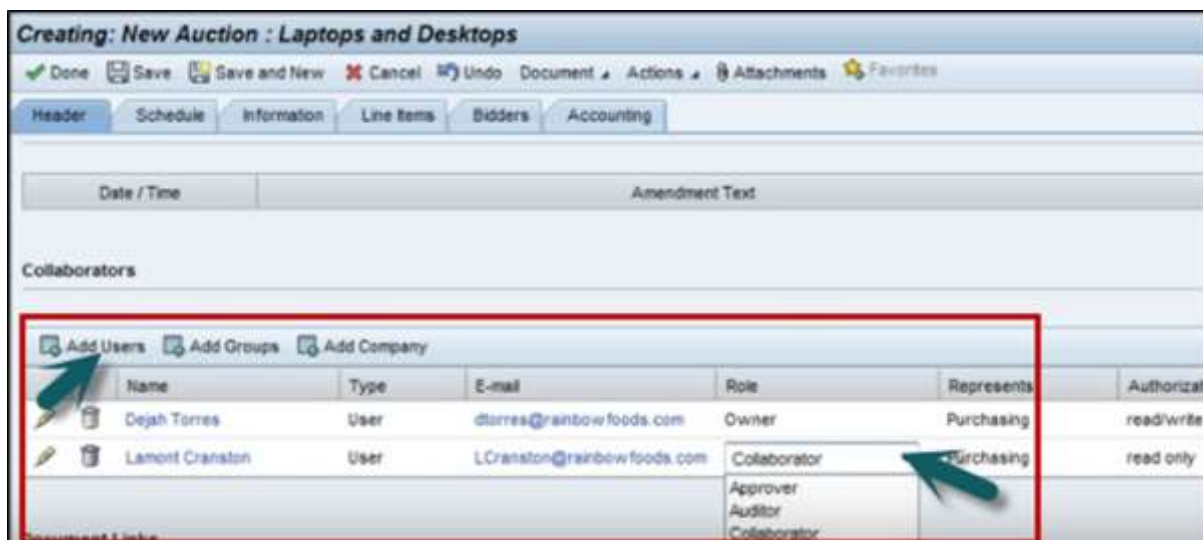 Creating: New Auction : Laptops and Desktops
Done Save Save and New Cancel Undo Document Actions Attachments Favorites
Header Schedule Information Line Items Bidders Accounting
Date / Time Amendment Text
Collaborators
Add Users Add Groups Add Company
Name Type E-mail Role Represents Authorizat
Dejah Torres User dtorres@rainbowfoods.com Owner Purchasing read/write
Lamont Cranston User LCranston@rainbowfoods.com Collaborator Purchasing read only
Approver
Auditor
Collaborator
Document Links